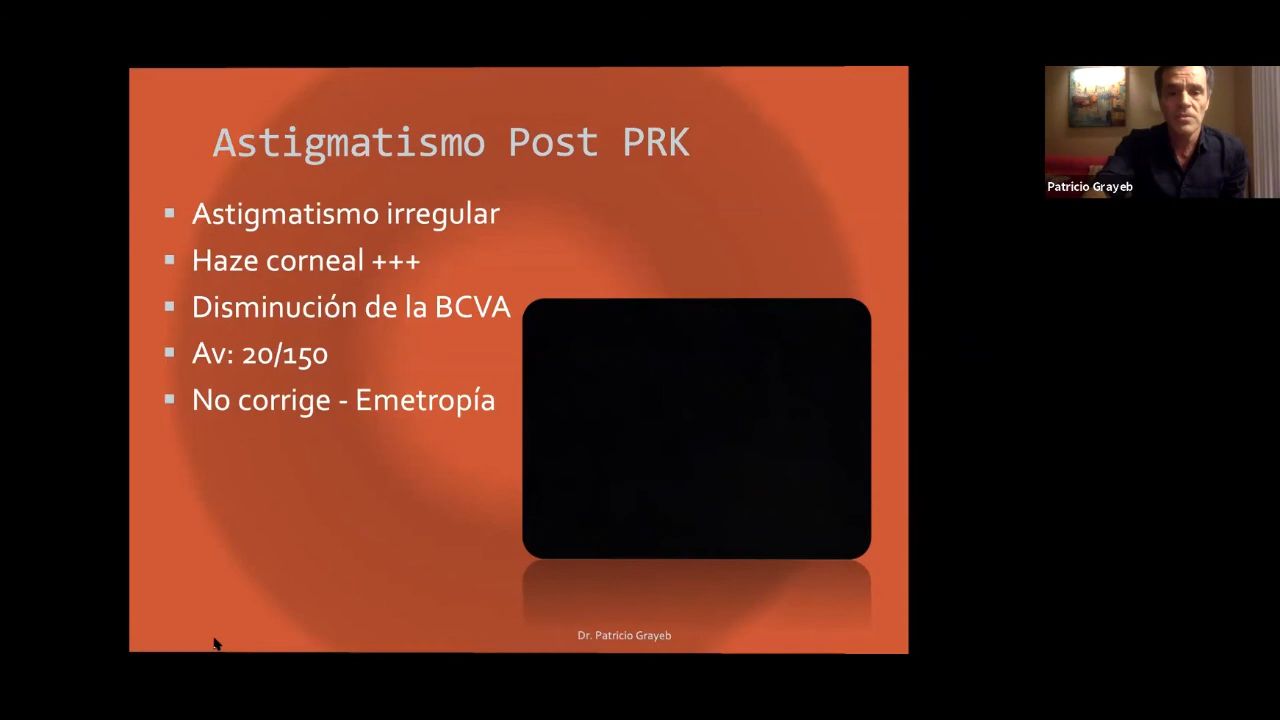 Astigmatismo Post PRK
Astigmatismo irregular
Haze corneal +++
Disminución de la BCVA
Av: 20/150
No corrige - Emetropía
Dr. Patricio Grayeb
Patricio Grayeb